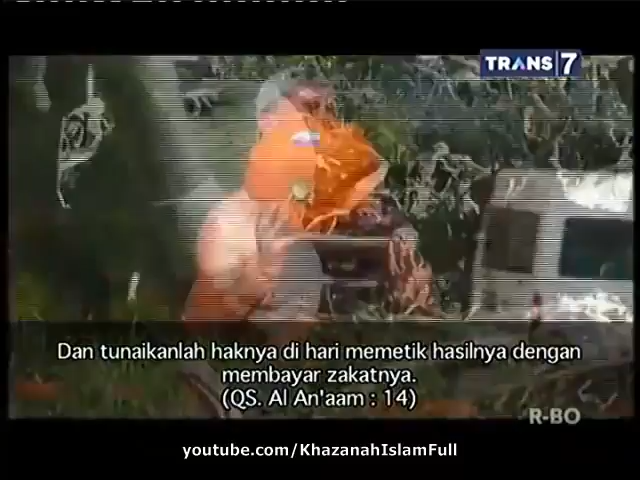 TRANS 7
Dan tunaikanlah haknya di hari memetik hasilnya dengan
membayar zakatnya.
(QS. Al An'aam : 14)
R-BO
youtube.com/KhazanahIslamFull